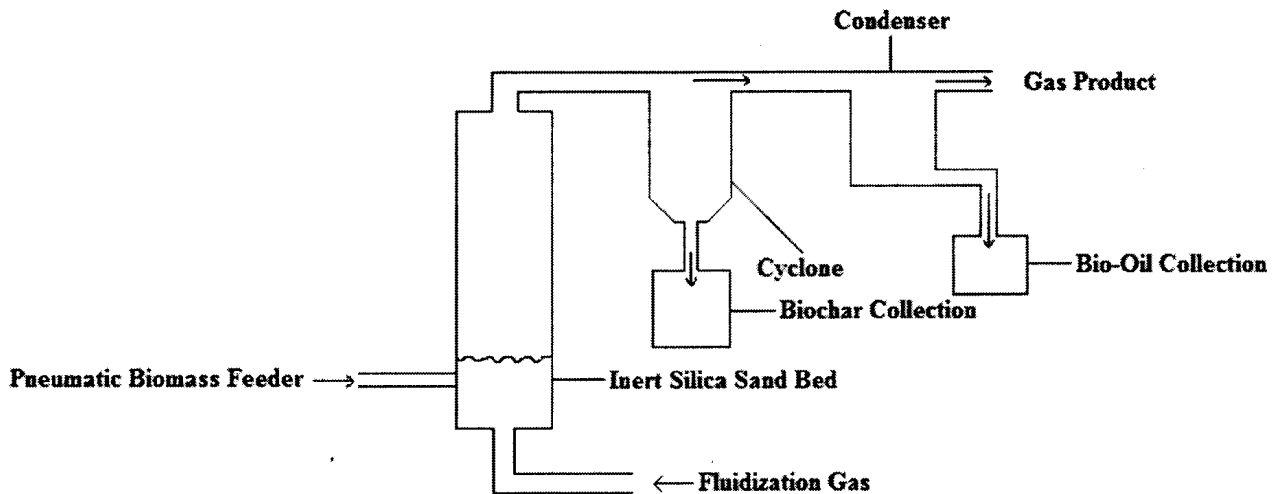 Condenser
Gas Product
Cyclone
Bio-Oil Collection
Biochar Collection
Pneumatic Biomass Feeder
Inert Silica Sand Bed
Fluidization Gas